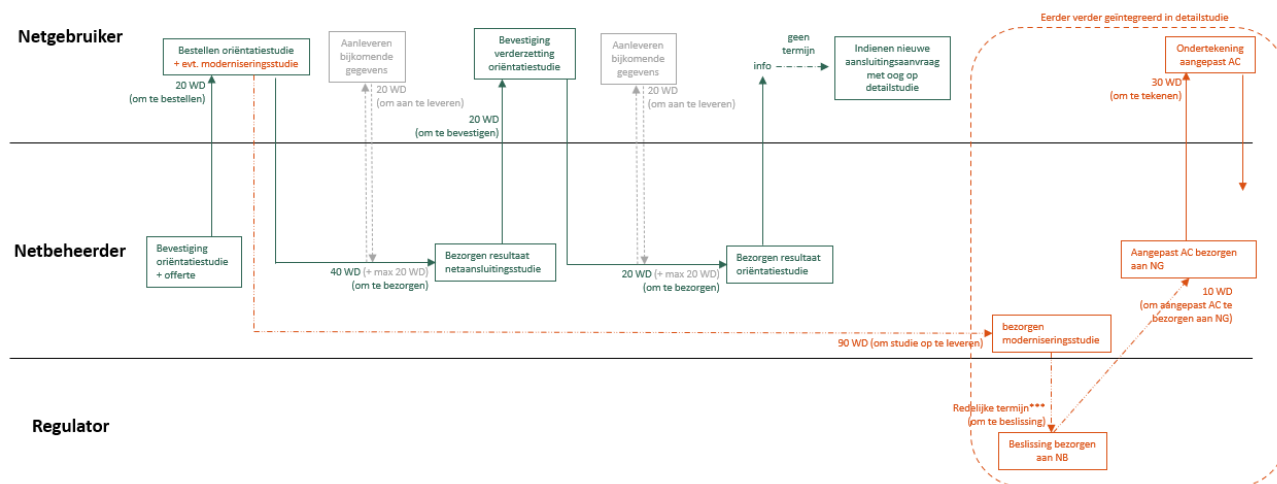 Eerder verder geïntegreerd in detailstudie
Netgebruiker
Bestellen oriëntatiestudie
+ evt. moderniseringsstudie
20 WD
(om te bestellen)
Aanleveren
bijkomende
gegevens
20 WD
(om aan te leveren)
Bevestiging
verderzetting
oriëntatiestudie
20 WD
(om te bevestigen)
Aanleveren
bijkomende
gegevens
20 WD
(om aan te leveren)
geen
termijn
info
Indienen nieuwe
aansluitingsaanvraag
met oog op
detailstudie
Ondertekening
aangepast AC
30 WD
(om te tekenen)
Netbeheerder
Bevestiging
oriëntatiestudie
+ offerte
40 WD (+ max 20 WD)
(om te bezorgen)
Bezorgen resultaat
netaansluitingsstudie
20 WD (+ max 20 WD)
(om te bezorgen)
Bezorgen resultaat
oriëntatiestudie
Aangepast AC bezorgen
aan NG
10 WD
(om aangepast AC te
bezorgen aan NG)
90 WD (om studie op te leveren)
bezorgen
moderniseringsstudie
Regulator
Redelijke termijn***
(om te beslissing)
Beslissing bezorgen
aan NB